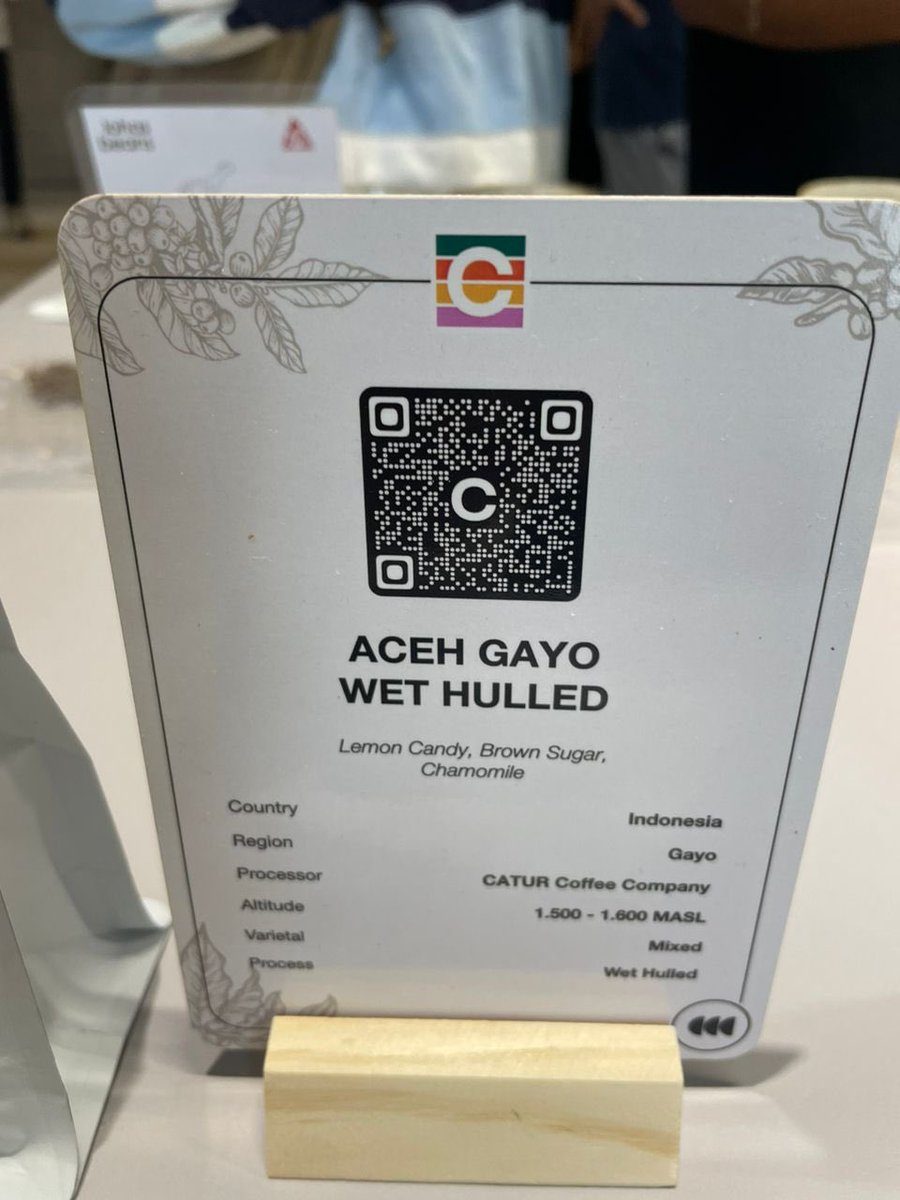 C
C
ACEH GAYO
WET HULLED
Lemon Candy, Brown Sugar,
Chamomile
Country Indonesia
Region Gayo
Processor CATUR Coffee Company
Altitude 1.500 - 1.600 MASL
Varietal Mixed
Process Wet Hulled